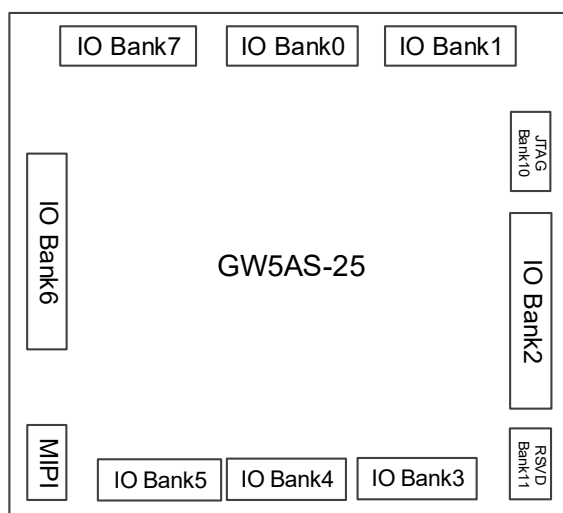 IO Bank7
IO Bank0
IO Bank1
JTAG
Bank10
IO Bank6
GW5AS-25
IO Bank2
MIPI
IO Bank5
IO Bank4
IO Bank3
RSVD
Bank11